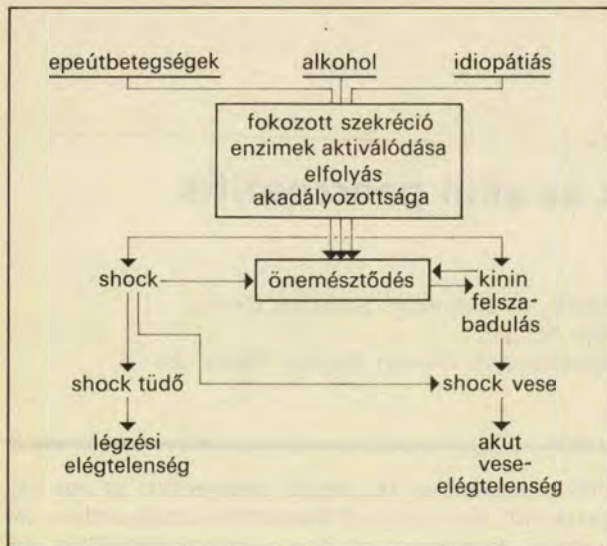 epeútbetegségek alkohol idiopátiás
fokozott szekréció
enzimek aktiválódása
elfolyás
akadályozottsága
shock önemésztődés kinin
felsza-
badulás
shock tüdő shock vese
légzési
elégtelenség
akut
vese-
elégtelenség